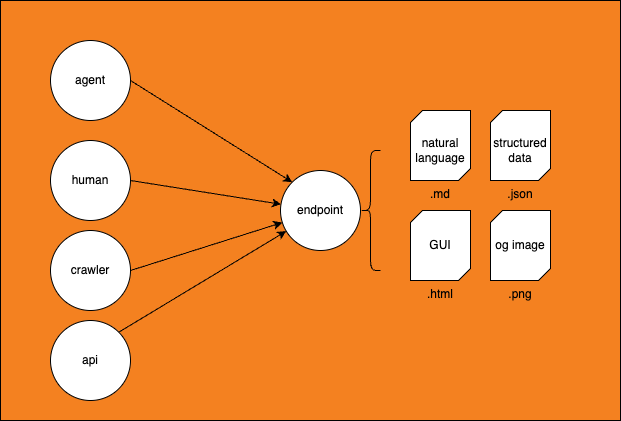 agent
human
crawler
api
endpoint
natural
language
.md
structured
data
.json
GUI
.html
og image
.png